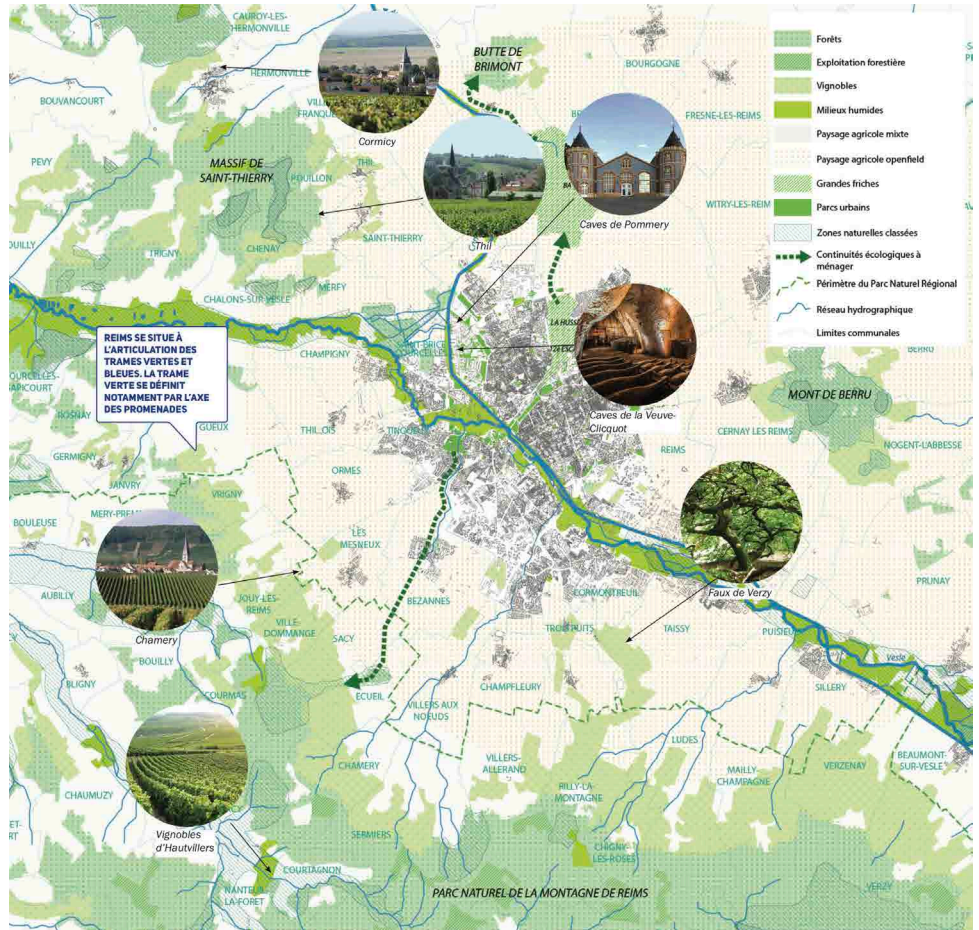 CAUROY-LES-
HERMONVILLE
HERMONVILLE
BOUVANCOURT
BUTTE DE
BRIMONT
BOURGOGNE
FRESNE-LES-REIMS
Cormicy
PEVY
MASSIF DE
SAINT-THIERRY
POUILLON
THIL
CHENAY
TRIGNY
SAINT-THIERRY
MERFY
CHALONS-SUR-VESLE
Thil
Caves de Pommery
WITRY-LES-REIM
Forêts
Exploitation forestière
Vignobles
Milieux humides
Paysage agricole mixte
Paysage agricole openfield
Grandes friches
Parcs urbains
Zones naturelles classées
Continuités écologiques à
ménager
Périmètre du Parc Naturel Régional
Réseau hydrographique
Limites communales
BERRU
REIMS SE SITUE À
L'ARTICULATION DES
TRAMES VERTES ET
BLEUES. LA TRAME
VERTE SE DÉFINIT
NOTAMMENT PAR L'AXE
DES PROMENADES
CHAMPIGNY
SAINT-BRICE
COURCELLES
Caves de la Veuve-
Clicquot
MONT DE BERRU
CERNAY LES REIMS
NOGENT-L'ABBESSE
ROSNAY
GUEUX
THILLOIS
TINQUEUX
REIMS
GERMIGNY
JANVRY
ORMES
VRIGNY
BOULEUSE
LES
MESNEUX
AUBILLY
Chamery
JOUY-LES-
REIMS
VILLE-
DOMMANGE
SACY
BEZANNES
CORMONTREUIL
Faux de Verzy
PRUNAY
TROIS PUITS
TAISSY
PUISIEU
Vesle
SILLERY
BOUILLY
BLIGNY
COURMAS
ECUEIL
VILLERS AUX
NOEUDS
CHAMPFLEURY
CHAMERY
VILLERS-
ALLERAND
LUDES
MAILLY-
CHAMPAGNE
VERZENAY
BEAUMONT-
SUR-VESLE
CHAUMUZY
RILLY-LA
MONTAGNE
Vignobles
d'Hautvillers
SERMIERS
CHIGNY
LES-ROSES
COURTAGNON
NANTEUIL
LA-FORET
PARC NATUREL DE LA MONTAGNE DE REIMS
VERZY